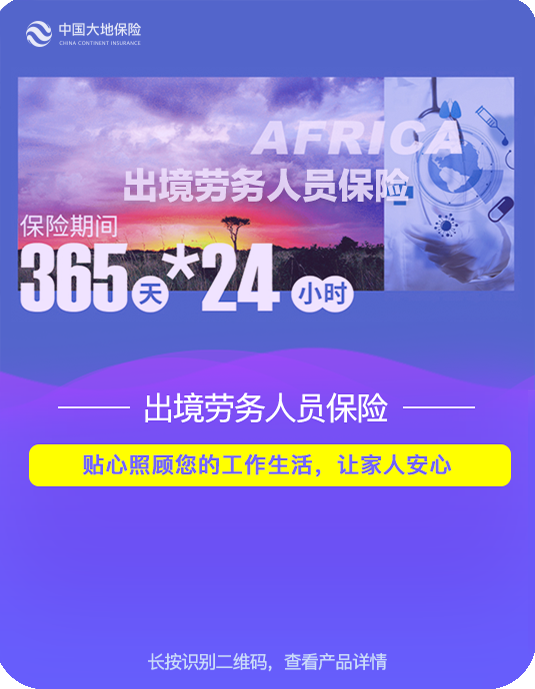 中国大地保险
CHINA CONTINENT INSURANCE
AFRICA
出境劳务人员保险
保险期间
365天*24小时
出境劳务人员保险
贴心照顾您的工作生活，让家人安心
长按识别二维码，查看产品详情